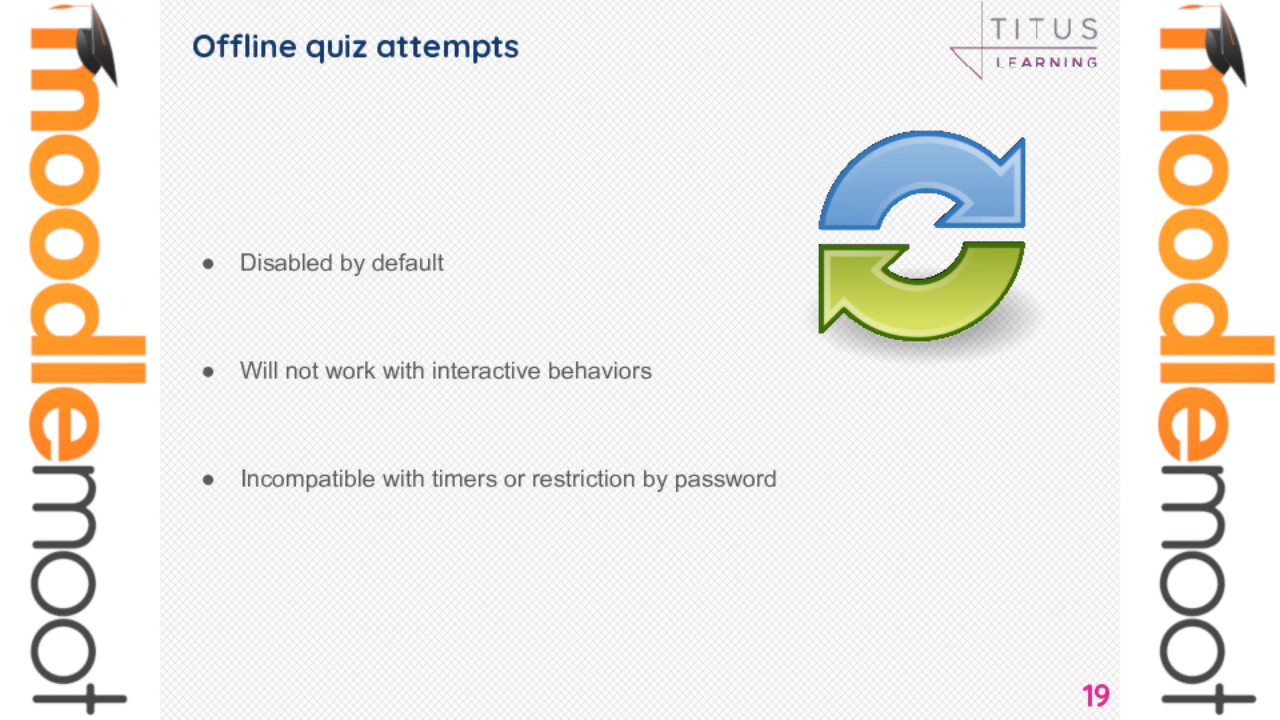 moodlemoot
Offline quiz attempts
TITUS
LEARNING
● Disabled by default
● Will not work with interactive behaviors
● Incompatible with timers or restriction by password
19
moodlemoot